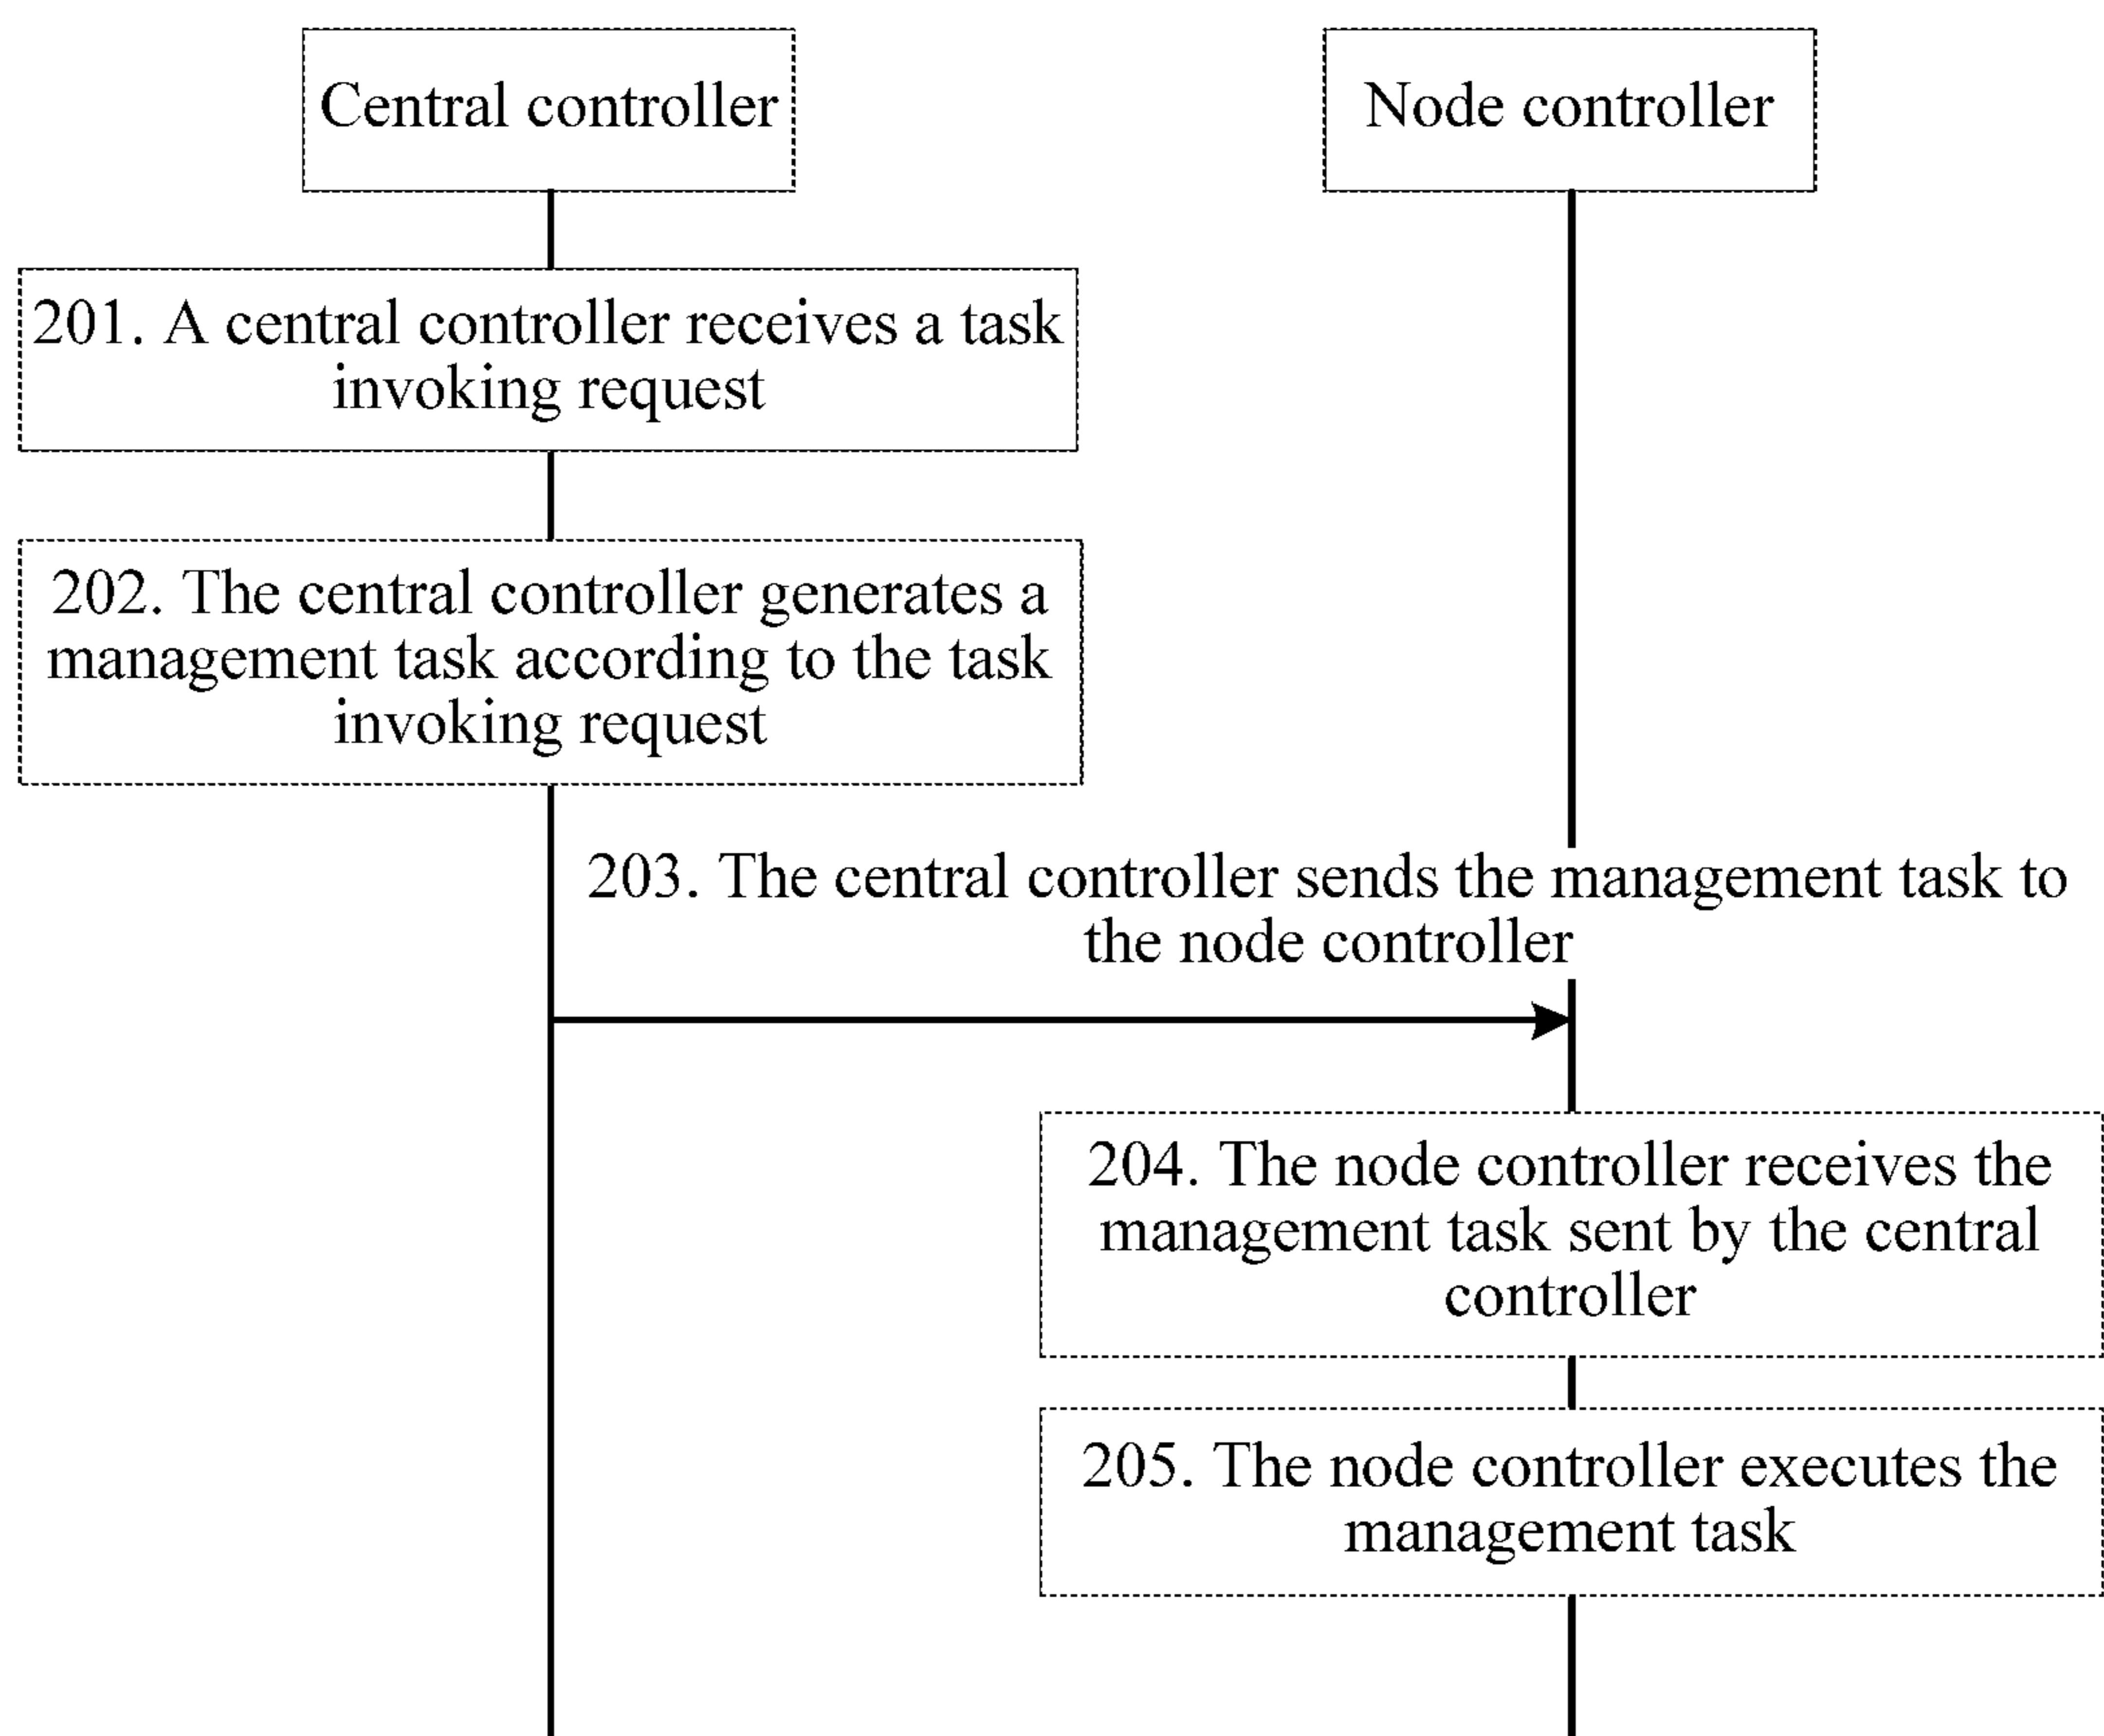 Central controller
Node controller
201. A central controller receives a task
invoking request
202. The central controller generates a
management task according to the task
invoking request
203. The central controller sends the management task to
the node controller
204. The node controller receives the
management task sent by the central
controller
205. The node controller executes the
management task